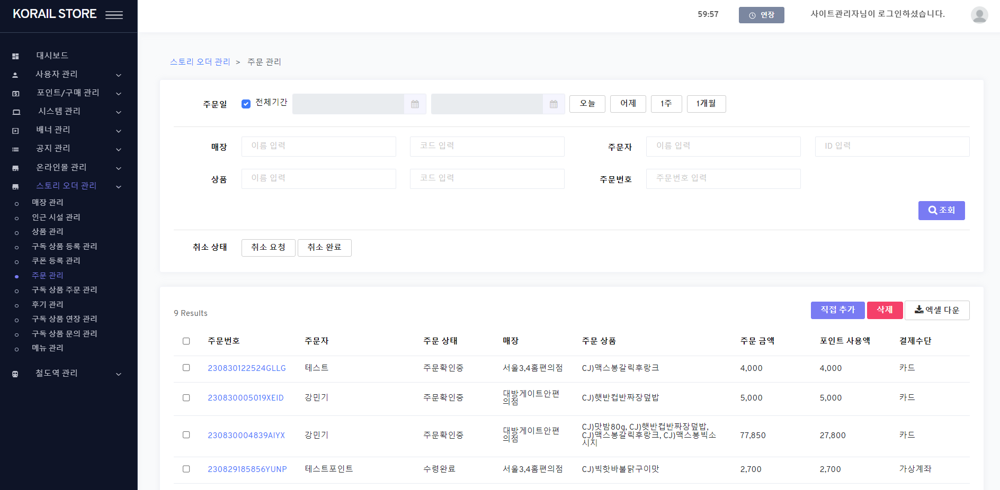 KORAIL STORE
59:57
연장
사이트관리자님이 로그인하셨습니다.
대시보드
사용자 관리
포인트/구매 관리
시스템 관리
배너 관리
공지 관리
온라인몰 관리
스토리 오더 관리
매장 관리
인근 시설 관리
상품 관리
구독 상품 등록 관리
쿠폰 등록 관리
주문 관리
구독 상품 주문 관리
후기 관리
구독 상품 연장 관리
구독 상품 문의 관리
메뉴 관리
철도역 관리
스토리 오더 관리 > 주문 관리
주문일 전체기간 오늘 어제 1주 1개월
매장 이름 입력 코드 입력 주문자 이름 입력 ID 입력
상품 이름 입력 코드 입력 주문번호 주문번호 입력
조회
취소 상태 취소 요청 취소 완료
9 Results 직접 추가 삭제 엑셀 다운
주문번호 주문자 주문 상태 매장 주문 상품 주문 금액 포인트 사용액 결제수단
230830122524GLLG 테스트 주문확인중 서울3,4홈편의점 CJ)맥스봉갈릭후랑크 4,000 4,000 카드
230830005019XEID 강민기 주문확인중 대방게이트안편의점 CJ)햇반컵반짜장덮밥 5,000 5,000 카드
230830004839AIYX 강민기 주문확인중 대방게이트안편의점 CJ)맛밤80g, CJ)햇반컵반짜장덮밥, CJ)맥스봉갈릭후랑크, CJ)맥스봉빅소시지 77,850 27,800 카드
230829185856YUNP 테스트포인트 수령완료 서울3,4홈편의점 CJ)빅핫바불닭구이맛 2,700 2,700 가상계좌